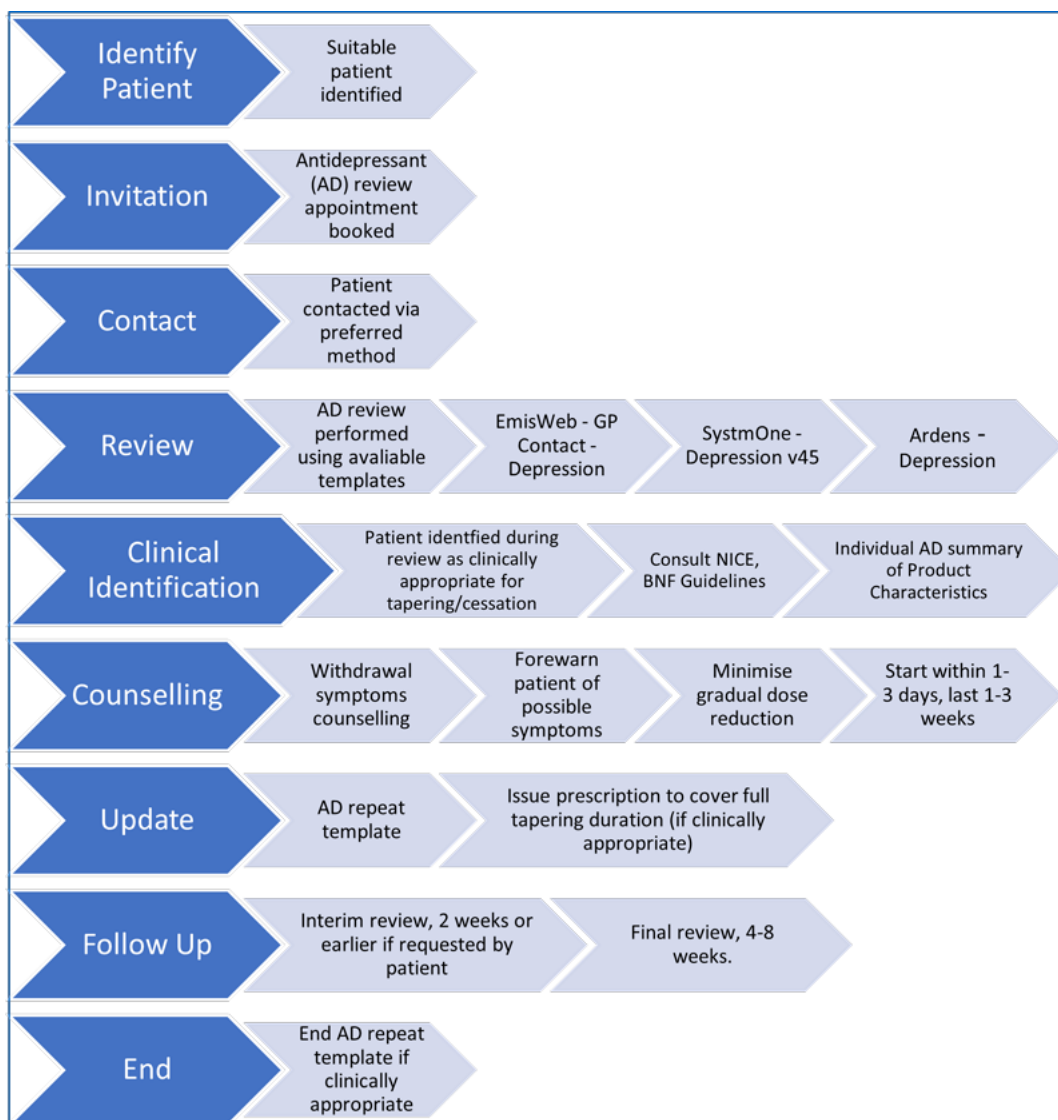 Identify
Patient
Suitable
patient
identified
Invitation
Antidepressant
(AD) review
appointment
booked
Contact
Patient
contacted via
preferred
method
Review
AD review
performed
using avaliable
templates
EmisWeb - GP
Contact -
Depression
SystmOne -
Depression v45
Ardens -
Depression
Clinical
Identification
Patient identfied during
review as clinically
appropriate for
tapering/cessation
Consult NICE,
BNF Guidelines
Individual AD summary
of Product
Characteristics
Counselling
Withdrawal
symptoms
counselling
Forewarn
patient of
possible
symptoms
Minimise
gradual dose
reduction
Start within 1-
3 days, last 1-3
weeks
Update
AD repeat
template
Issue prescription to cover full
tapering duration (if clinically
appropriate)
Follow Up
Interim review, 2 weeks or
earlier if requested by
patient
Final review, 4-8
weeks.
End
End AD repeat
template if
clinically
appropriate